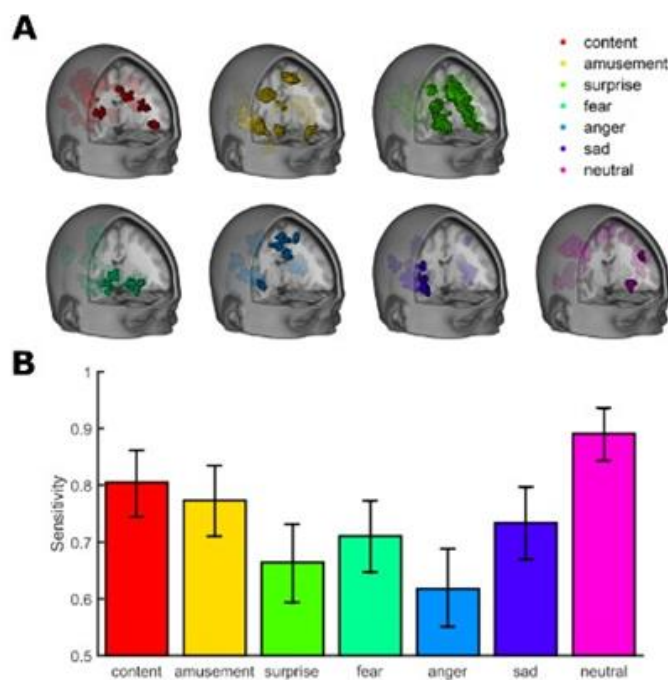 A
content
amusement
surprise
fear
anger
sad
neutral
B
Sensitivity
1
0.9
0.8
0.7
0.6
0.5
content amusement surprise fear anger sad neutral